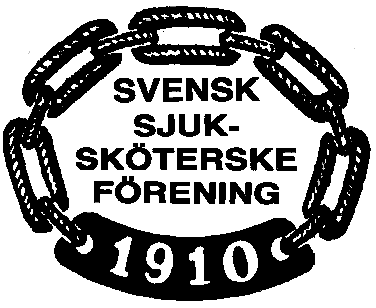 SVENSK
SJUK-
SKÖTERSKE
FÖRENING
1910